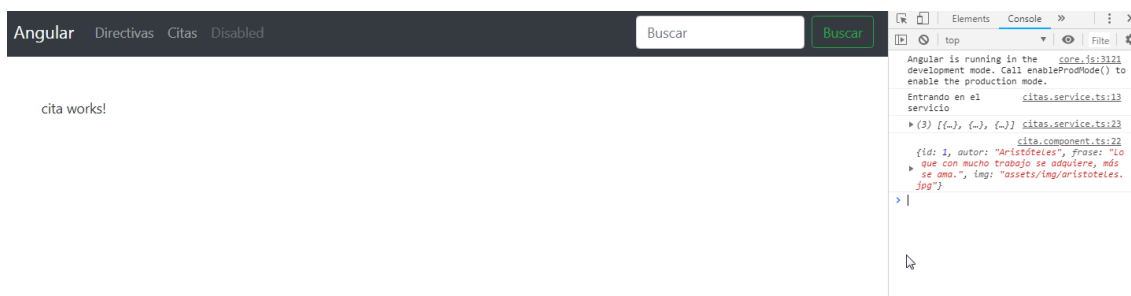 Angular Directivas Citas Disabled Buscar Buscar
cita works!
Elements Console »
top Filte
Angular is running in the core.js:3121
development mode. Call enableProdMode() to
enable the production mode.
Entrando en el citas.service.ts:13
servicio
(3) [{…}, {…}, {…}] citas.service.ts:23
cita.component.ts:22
{id: 1, autor: "Aristóteles", frase: "Lo
que con mucho trabajo se adquiere, más
se ama.", img: "assets/img/aristoteles.
jpg"}
>